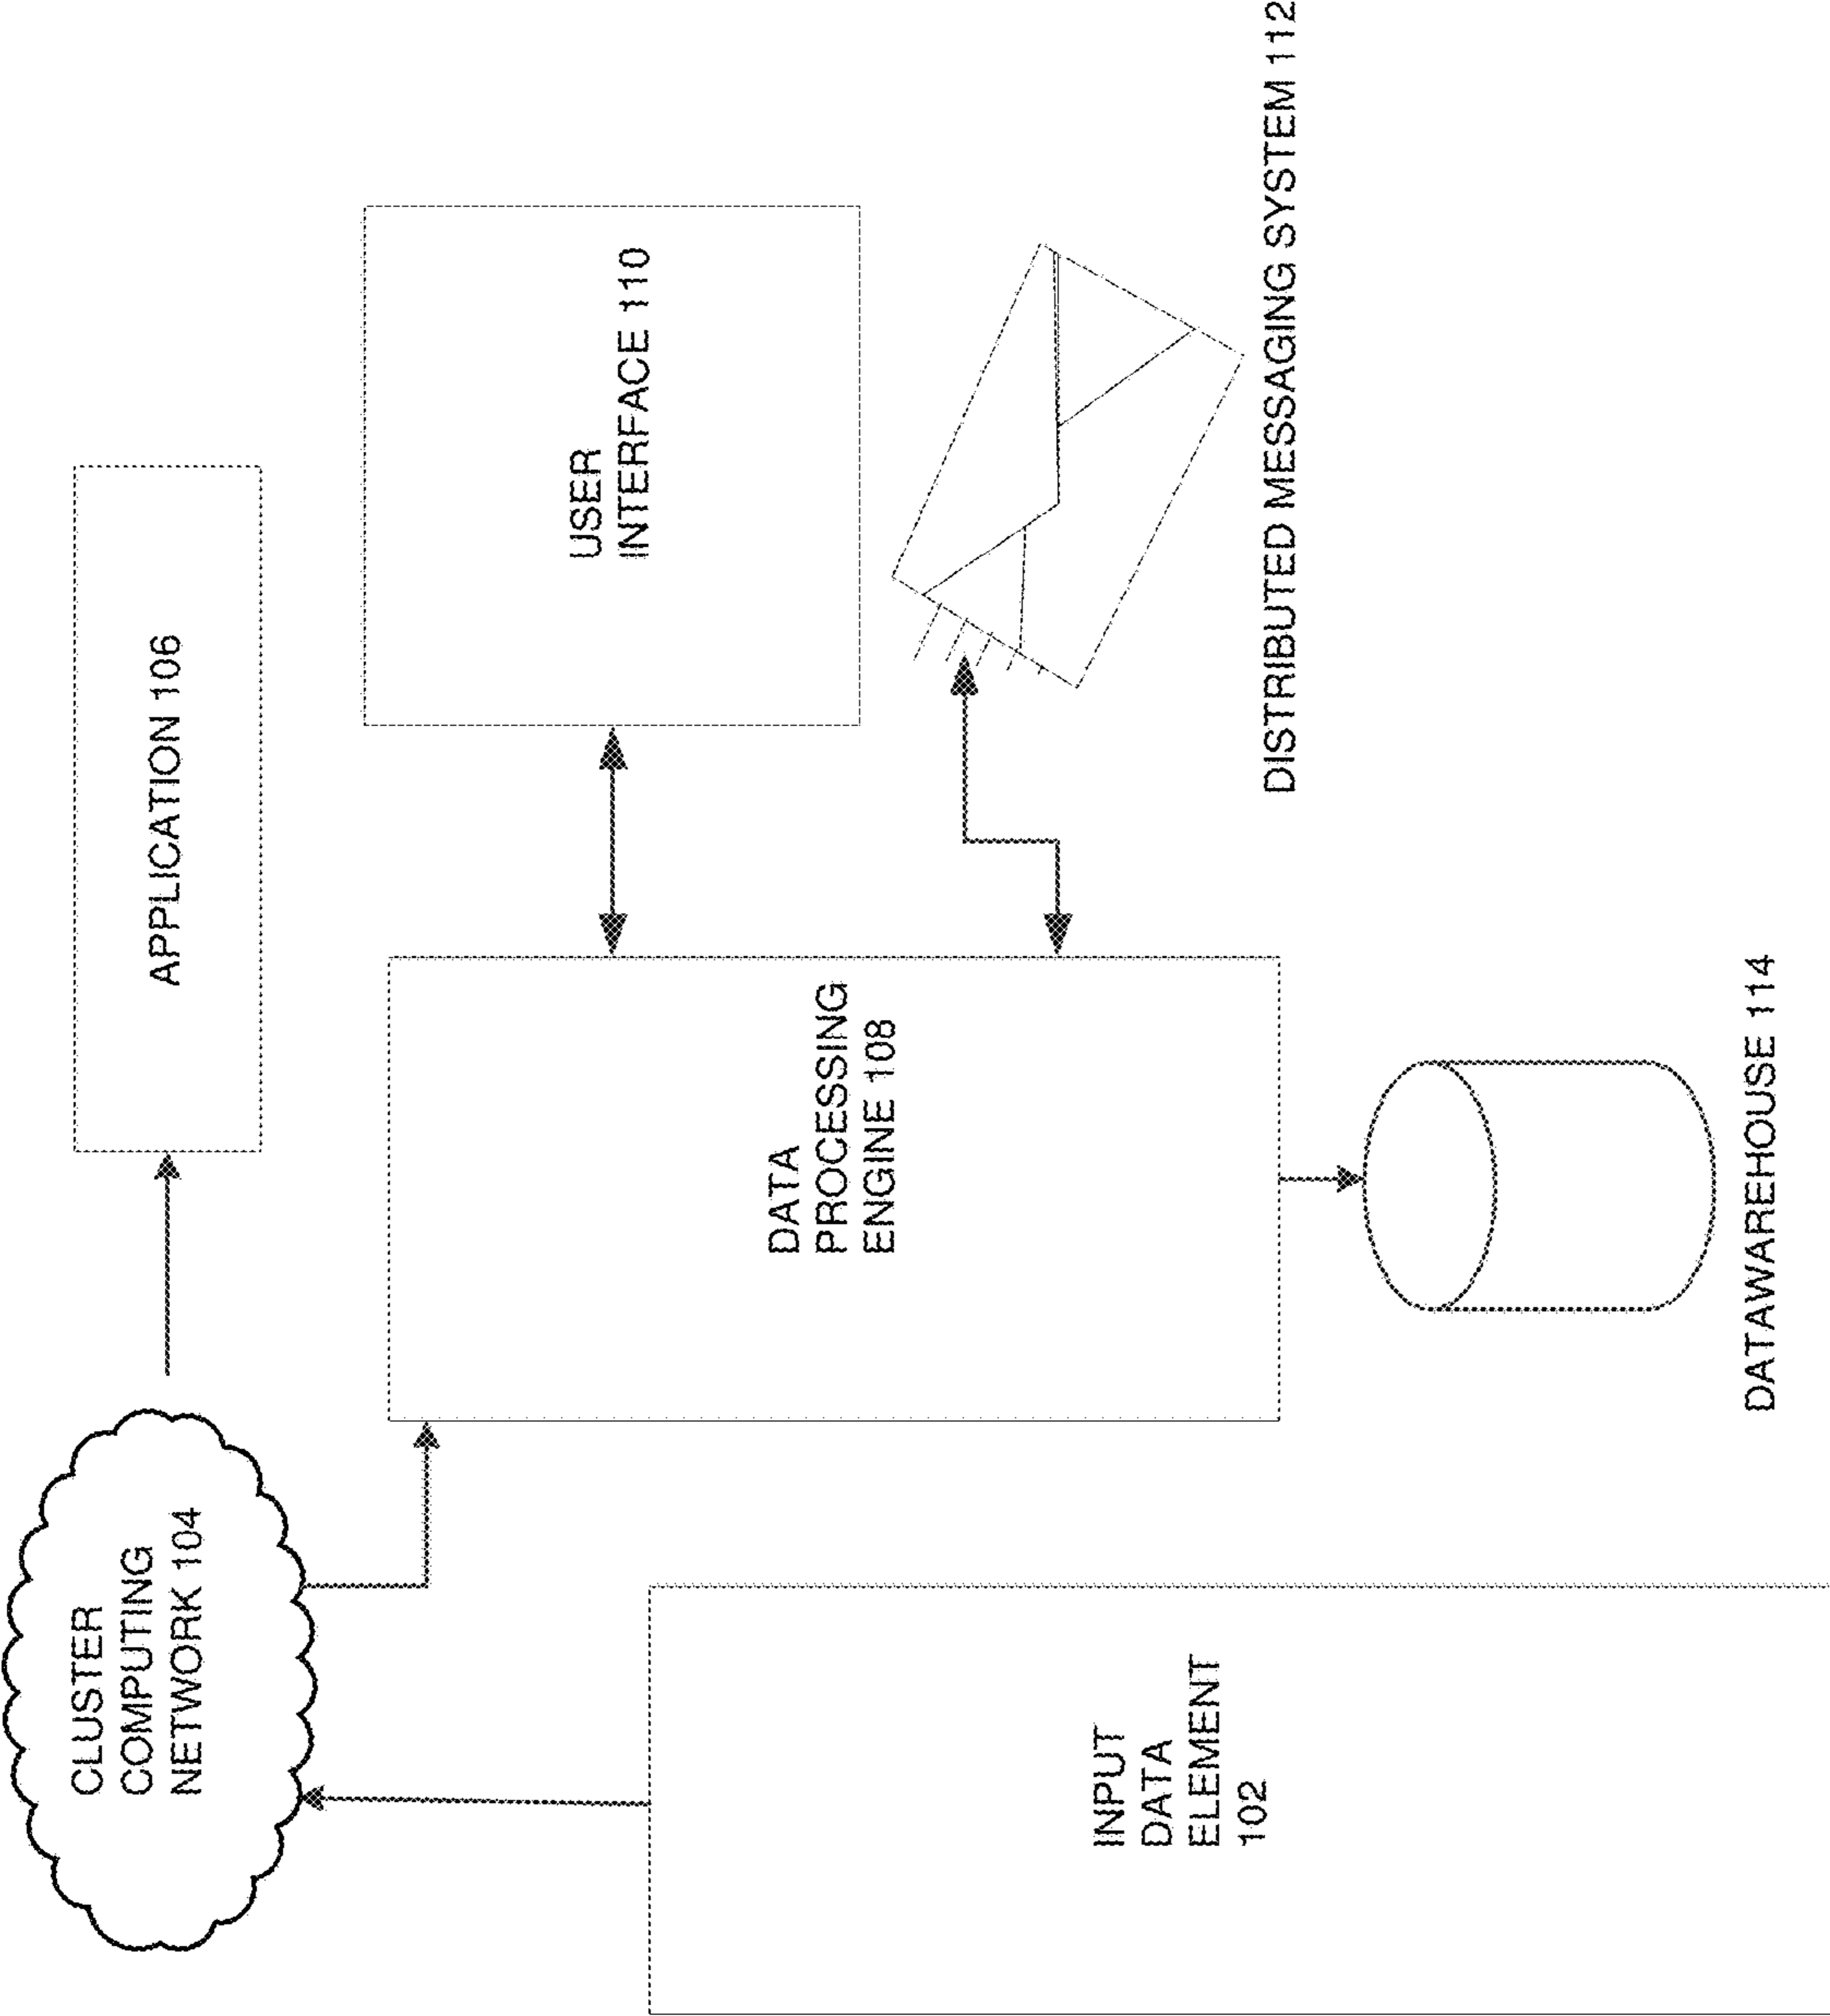 CLUSTER
COMPUTING
NETWORK 104
APPLICATION 106
INPUT
DATA
ELEMENT
102
DATA
PROCESSING
ENGINE 108
USER
INTERFACE 110
DISTRIBUTED MESSAGING SYSTEM 112
DATAWAREHOUSE 114